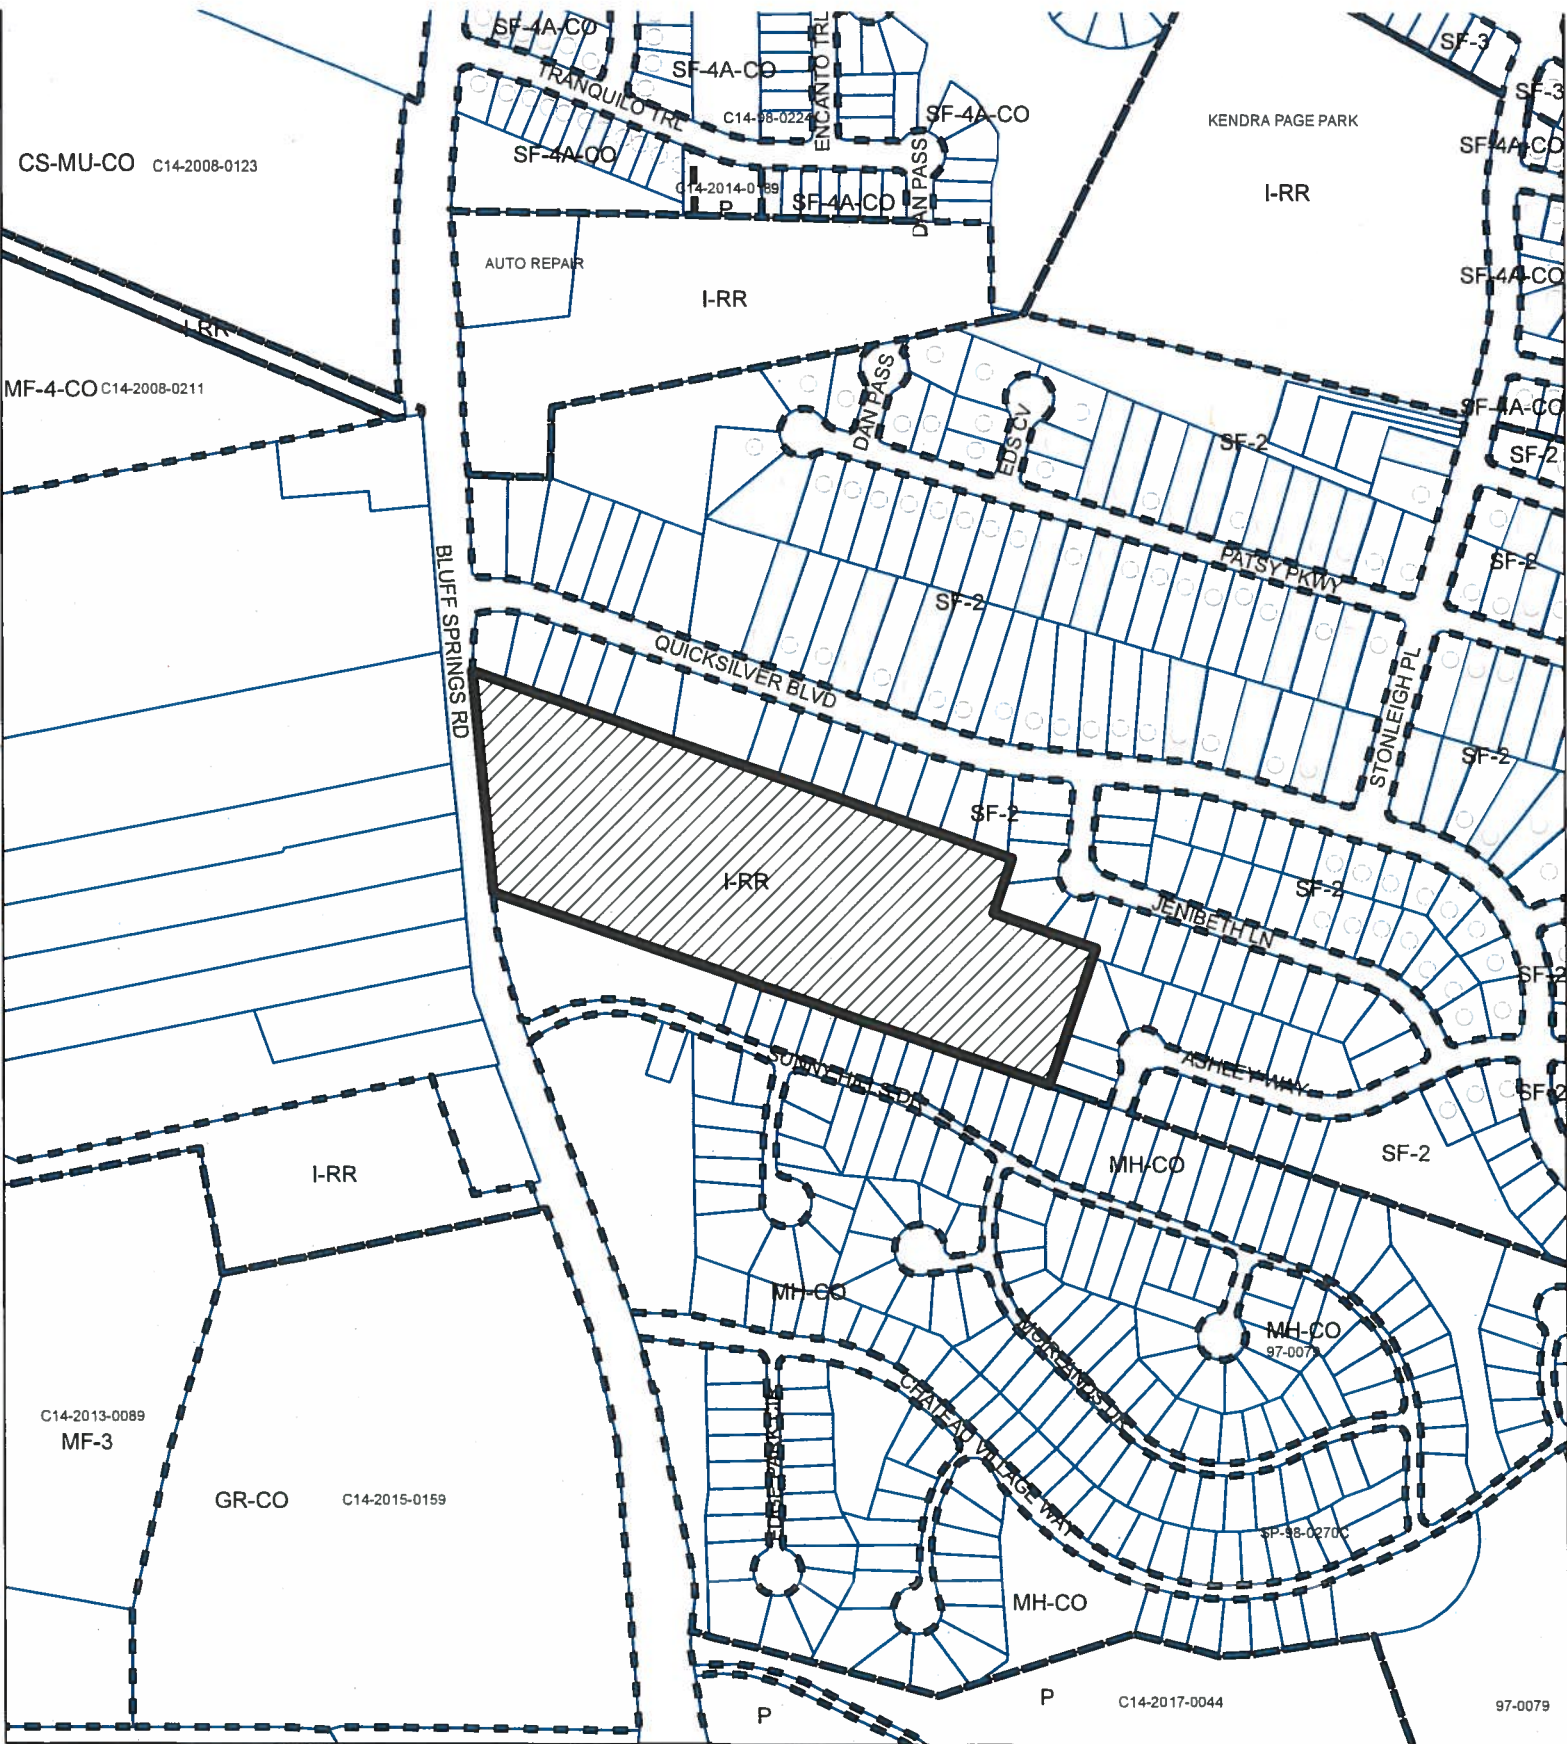 SF-4A-CO
SF-3
SF-4A-CO
TRANQUILO TRL
ENCANTO TRL
SF-3
C14-98-0224
SF-4A-CO
KENDRA PAGE PARK
SF-4A-CO
SF-4A-CO
CS-MU-CO C14-2008-0123
DAN PASS
C14-2014-0189
I-RR
P
SF-4A-CO
AUTO REPAIR
SF-4A-CO
I-RR
I-RR
MF-4-CO C14-2008-0211
DAN PASS
SF-4A-CO
EDS CV
SF-2
SF-2
BLUFF SPRINGS RD
PATSY PKWY
SF-2
SF-2
QUICKSILVER BLVD
STONLEIGH PL
SF-2
SF-2
I-RR
SF-2
JENIBETH LN
SF-2
SUNNY HILLS DR
ASHLEY WAY
SF-2
SF-2
I-RR
MH-CO
MH-CO
MORLANDS DR
MH-CO
97-0079
CHATEAU VILLAGE WAY
C14-2013-0089
MF-3
GR-CO C14-2015-0159
SP-98-0270C
MH-CO
P
C14-2017-0044
97-0079
P